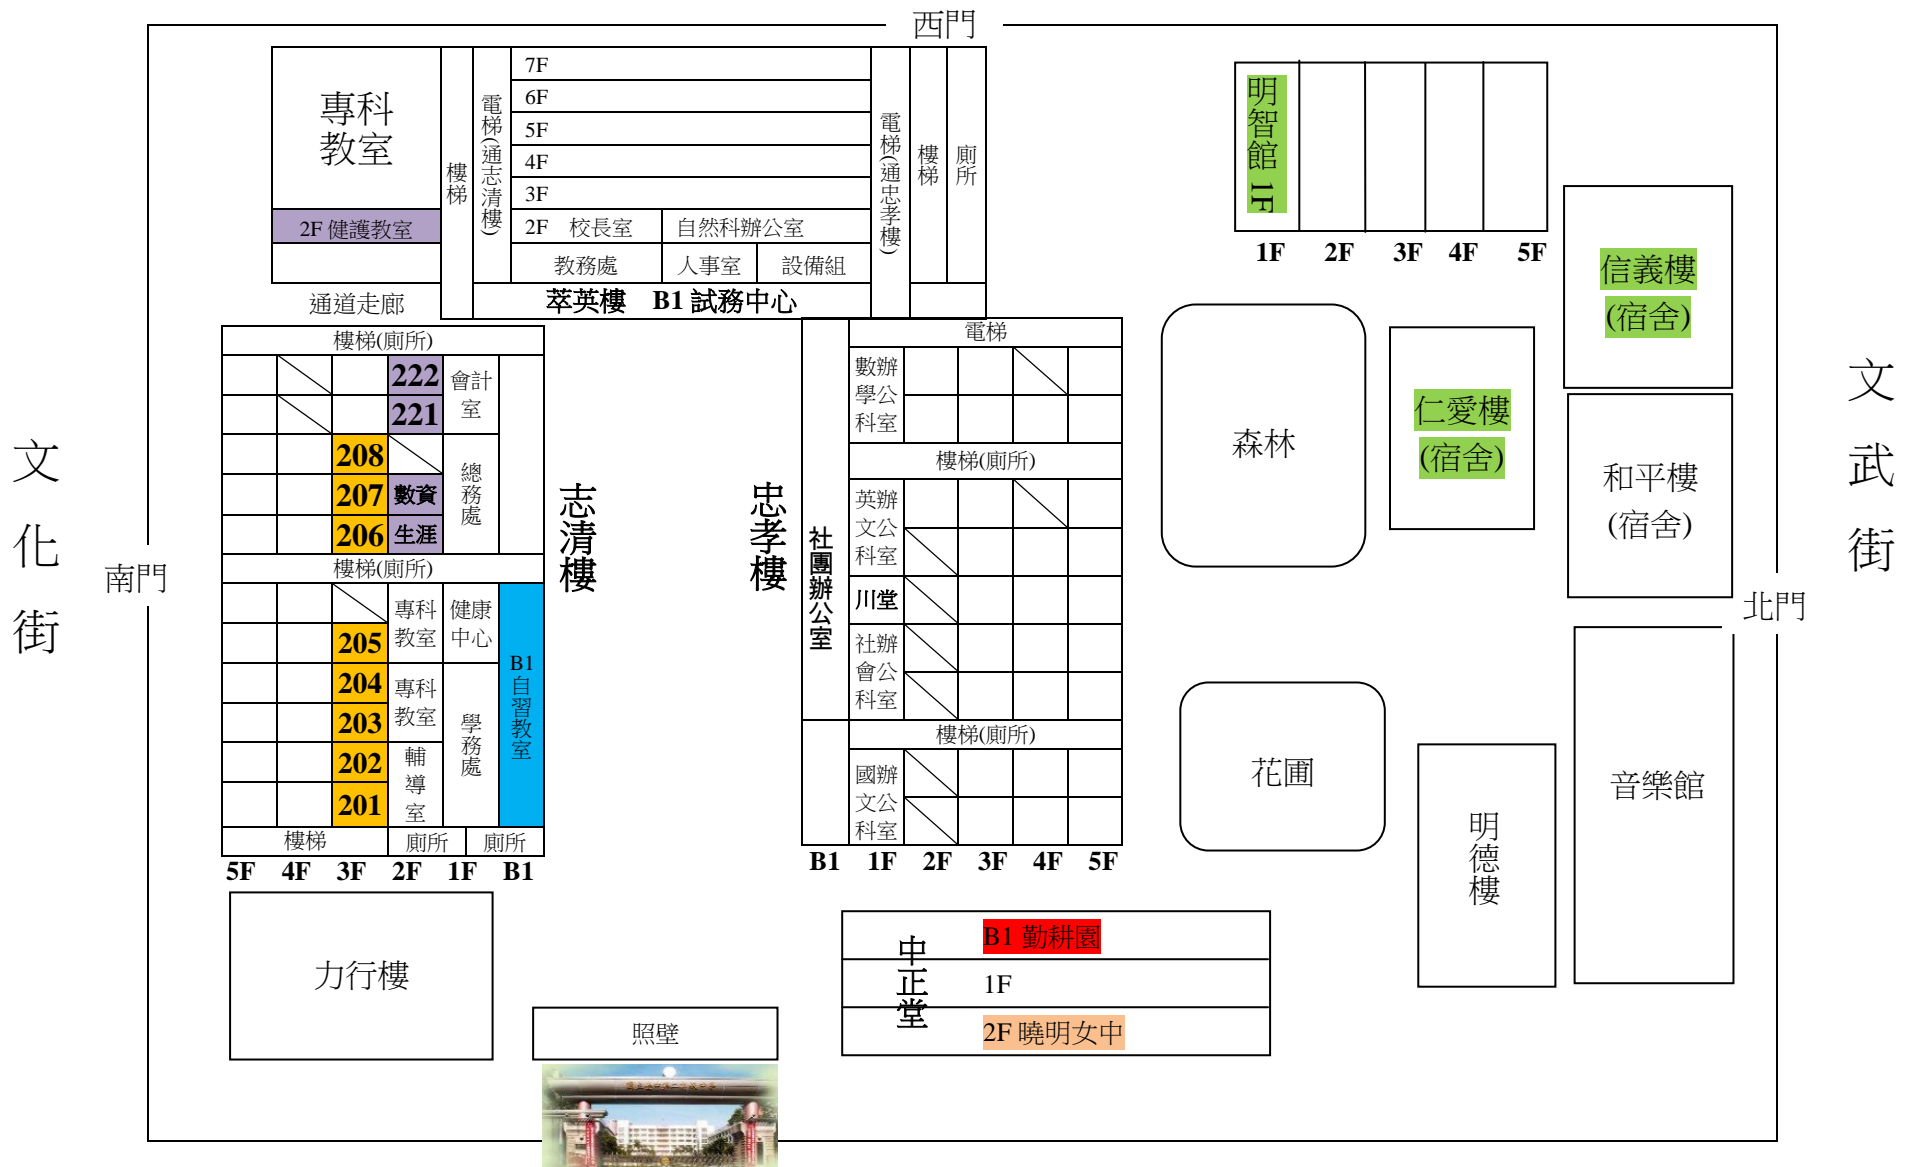 西門
專科
教室
2F 健護教室
通道走廊
樓梯
電梯(通志清樓)
7F
6F
5F
4F
3F
2F 校長室 自然科辦公室
教務處 人事室 設備組
萃英樓 B1 試務中心
電梯(通忠孝樓)
樓梯
廁所
明智館 1F
1F 2F 3F 4F 5F
信義樓
(宿舍)
仁愛樓
(宿舍)
和平樓
(宿舍)
森林
花圃
明德樓
音樂館
文武街
北門
文化街
南門
樓梯(廁所)
222 會計
221 室
208
207 數資
206 生涯
總務處
樓梯(廁所)
專科 健康
205 教室 中心
204 專科
203 教室
202
201
輔導室
學務處
B1自習教室
樓梯 廁所 廁所
5F 4F 3F 2F 1F B1
志清樓
忠孝樓
社團辦公室
電梯
數辦
學公
科室
樓梯(廁所)
英辦
文公
科室
川堂
社辦
會公
科室
樓梯(廁所)
國辦
文公
科室
B1 1F 2F 3F 4F 5F
力行樓
照壁
中正堂
B1 勤耕園
1F
2F 曉明女中